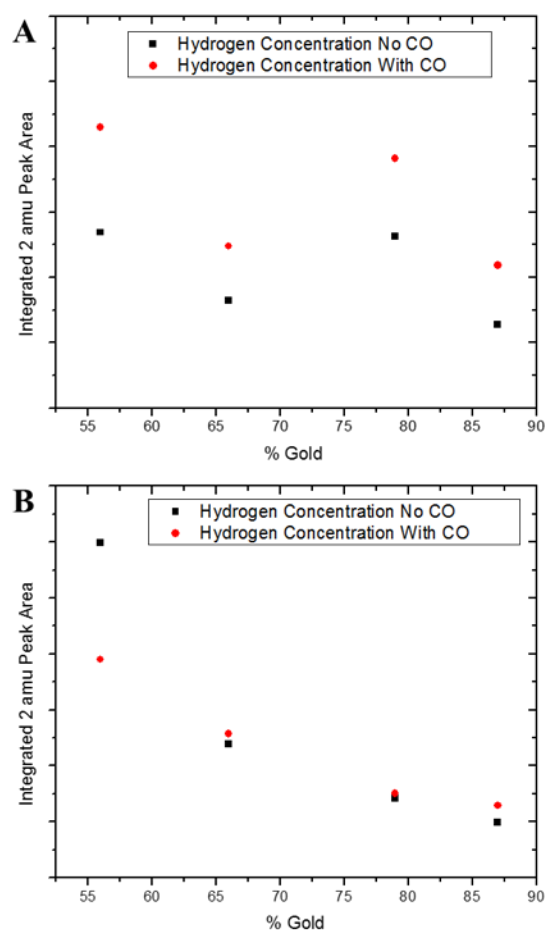 A
Hydrogen Concentration No CO
Hydrogen Concentration With CO
Integrated 2 amu Peak Area
55 60 65 70 75 80 85 90
% Gold
B
Hydrogen Concentration No CO
Hydrogen Concentration With CO
Integrated 2 amu Peak Area
55 60 65 70 75 80 85 90
% Gold